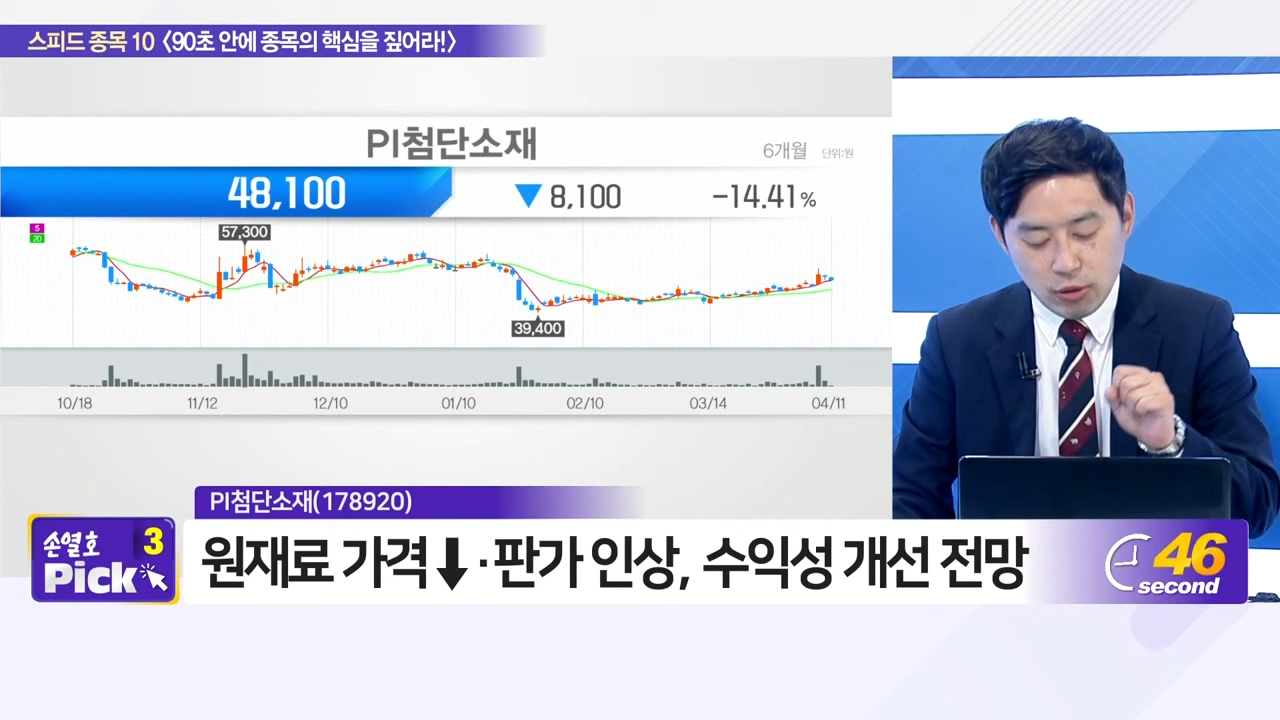 스피드 종목 10 〈90초 안에 종목의 핵심을 짚어라!〉
PI첨단소재
6개월 단위:원
48,100 ▼ 8,100 -14.41%
5
20
57,300
39,400
10/18 11/12 12/10 01/10 02/10 03/14 04/11
PI첨단소재(178920)
손열호 3
Pick
원재료 가격↓·판가 인상, 수익성 개선 전망
46
second